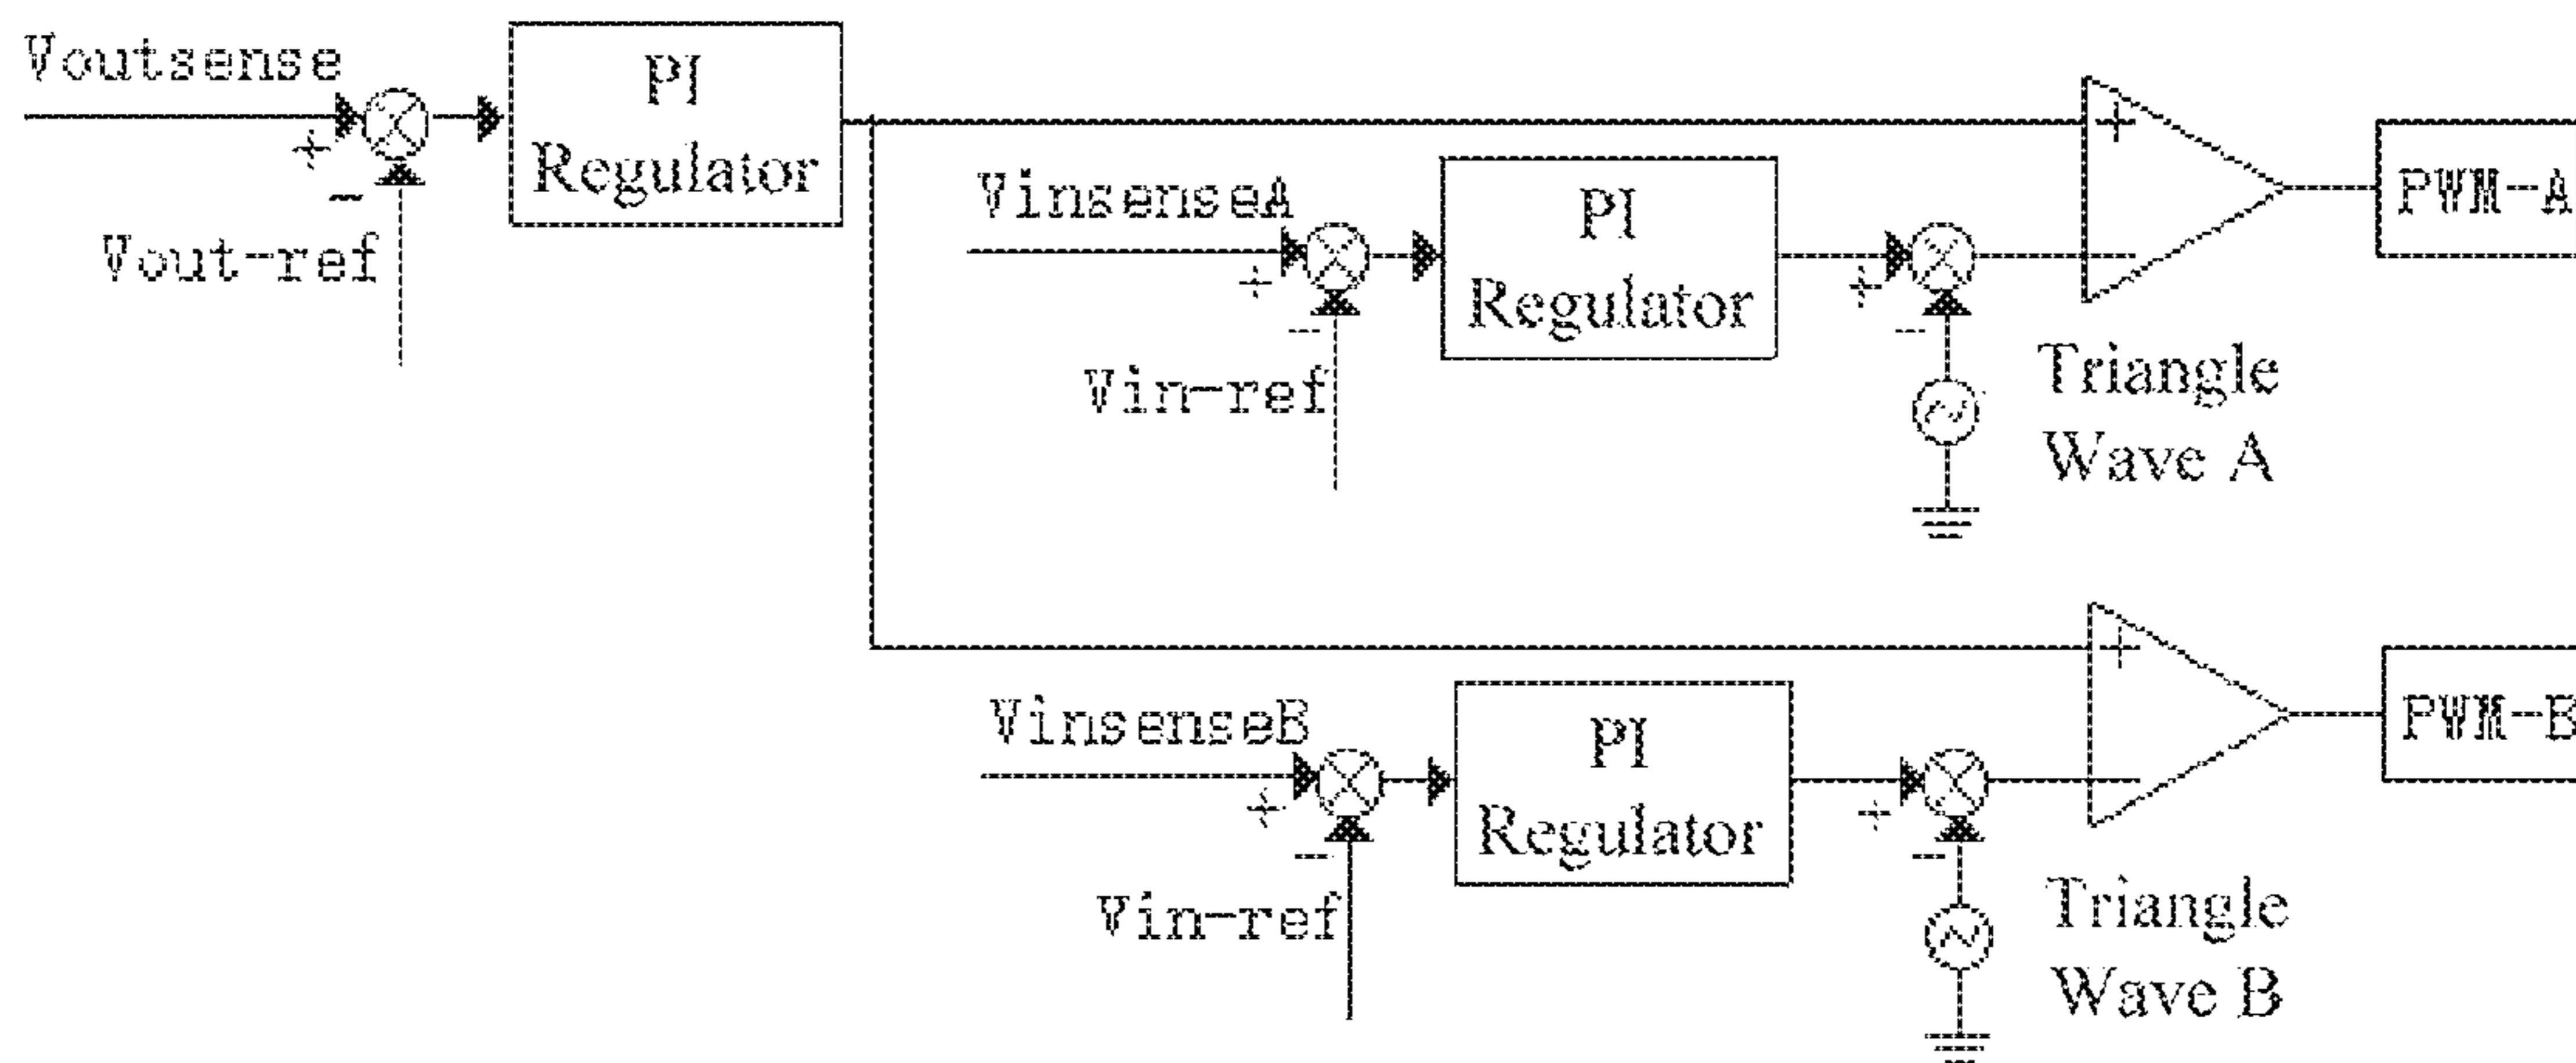 Voutsense
PI
Regulator
+
−
Vout-ref
+
PWM-A
VinsenseA
PI
Regulator
+
−
Vin-ref
+
−
Triangle
Wave A
+
PWM-B
VinsenseB
PI
Regulator
+
−
Vin-ref
+
−
Triangle
Wave B